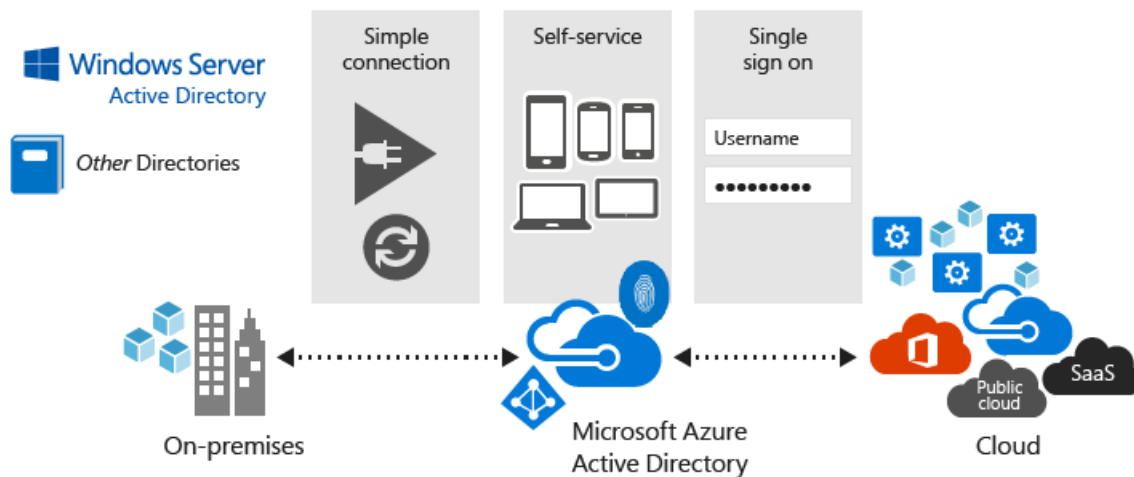 Windows Server
Active Directory
Other Directories
Simple
connection
Self-service
Single
sign on
Username
●●●●●●●●●
On-premises
Microsoft Azure
Active Directory
Public
cloud
SaaS
Cloud